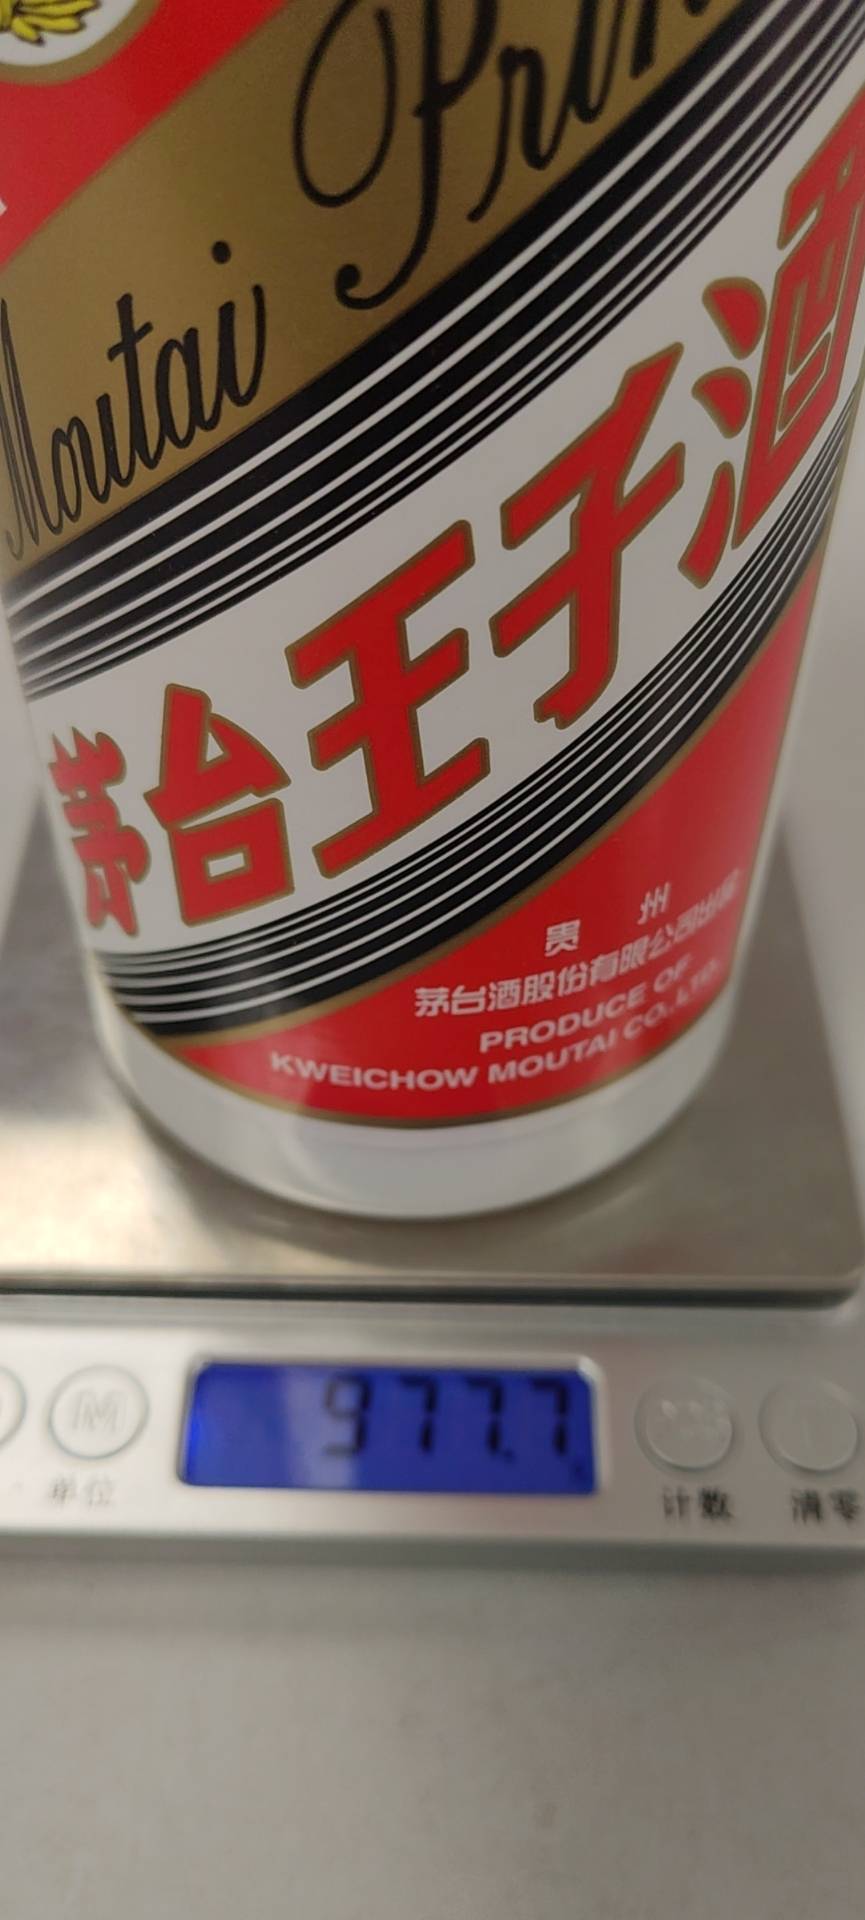 Moutai Prin
茅台王子酒
贵州
茅台酒股份有限公司出品
PRODUCE OF
KWEICHOW MOUTAI CO.,LTD.
M
977.7
单位
计数
清零